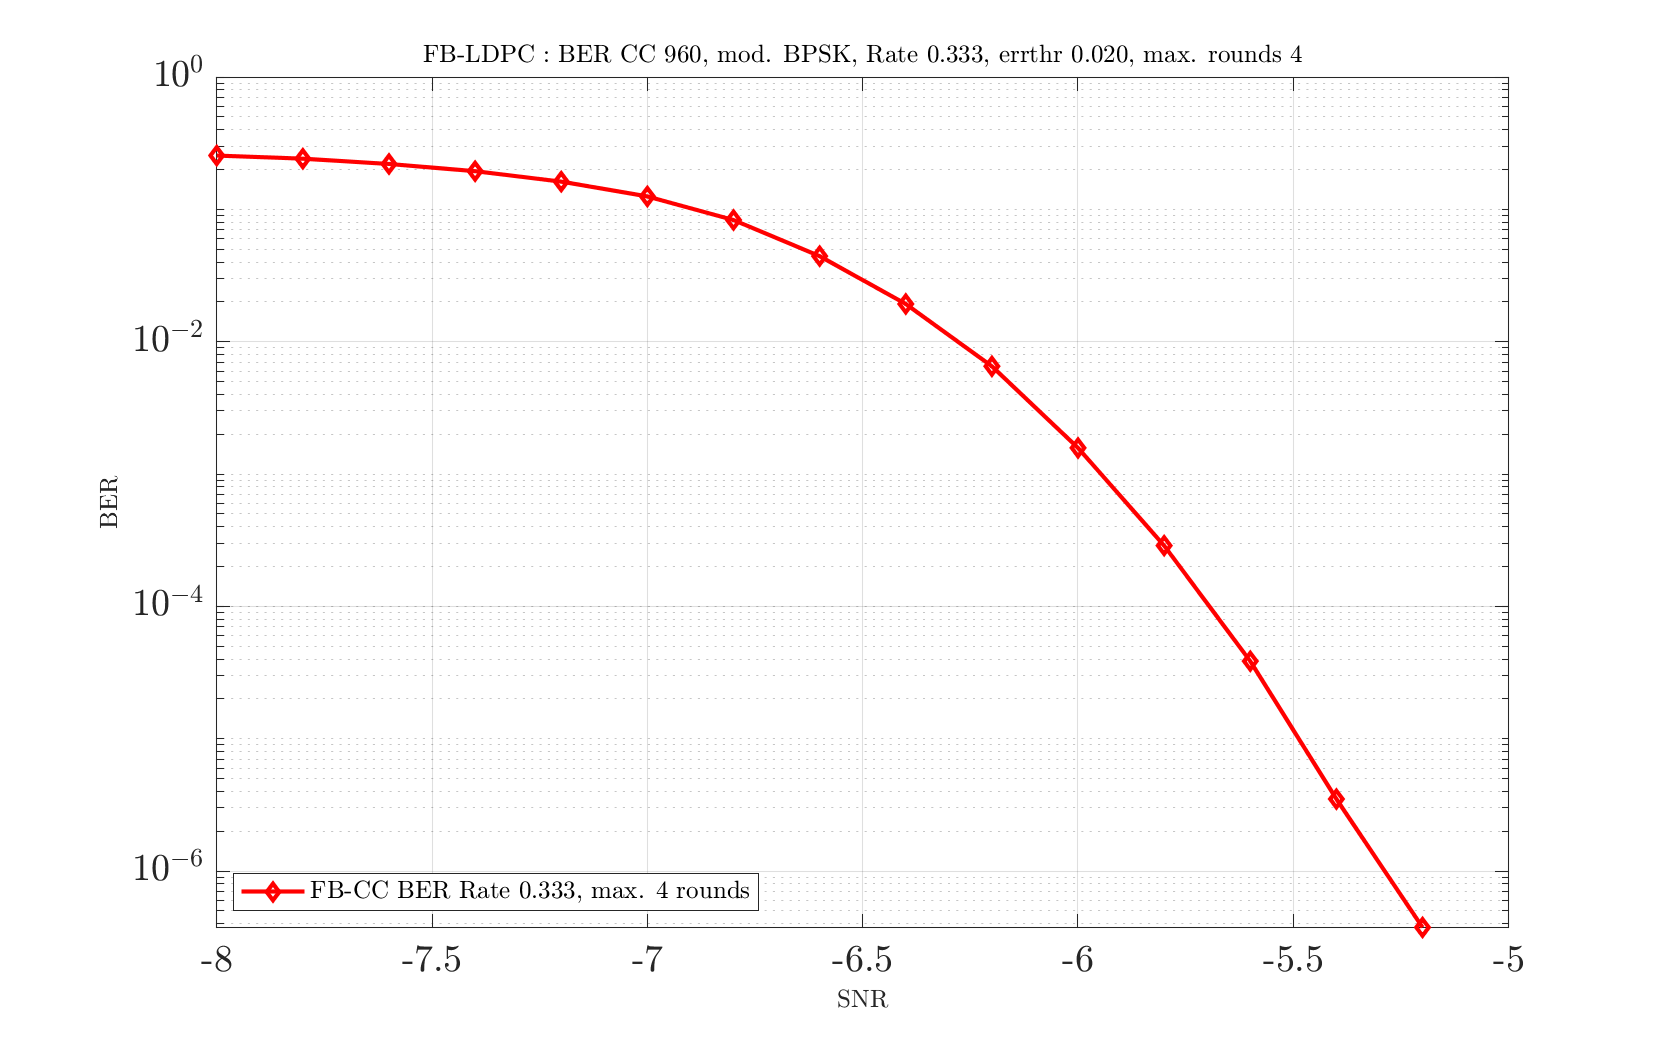 FB-LDPC : BER CC 960, mod. BPSK, Rate 0.333, errthr 0.020, max. rounds 4
10^0
10^-2
10^-4
10^-6
BER
FB-CC BER Rate 0.333, max. 4 rounds
-8 -7.5 -7 -6.5 -6 -5.5 -5
SNR